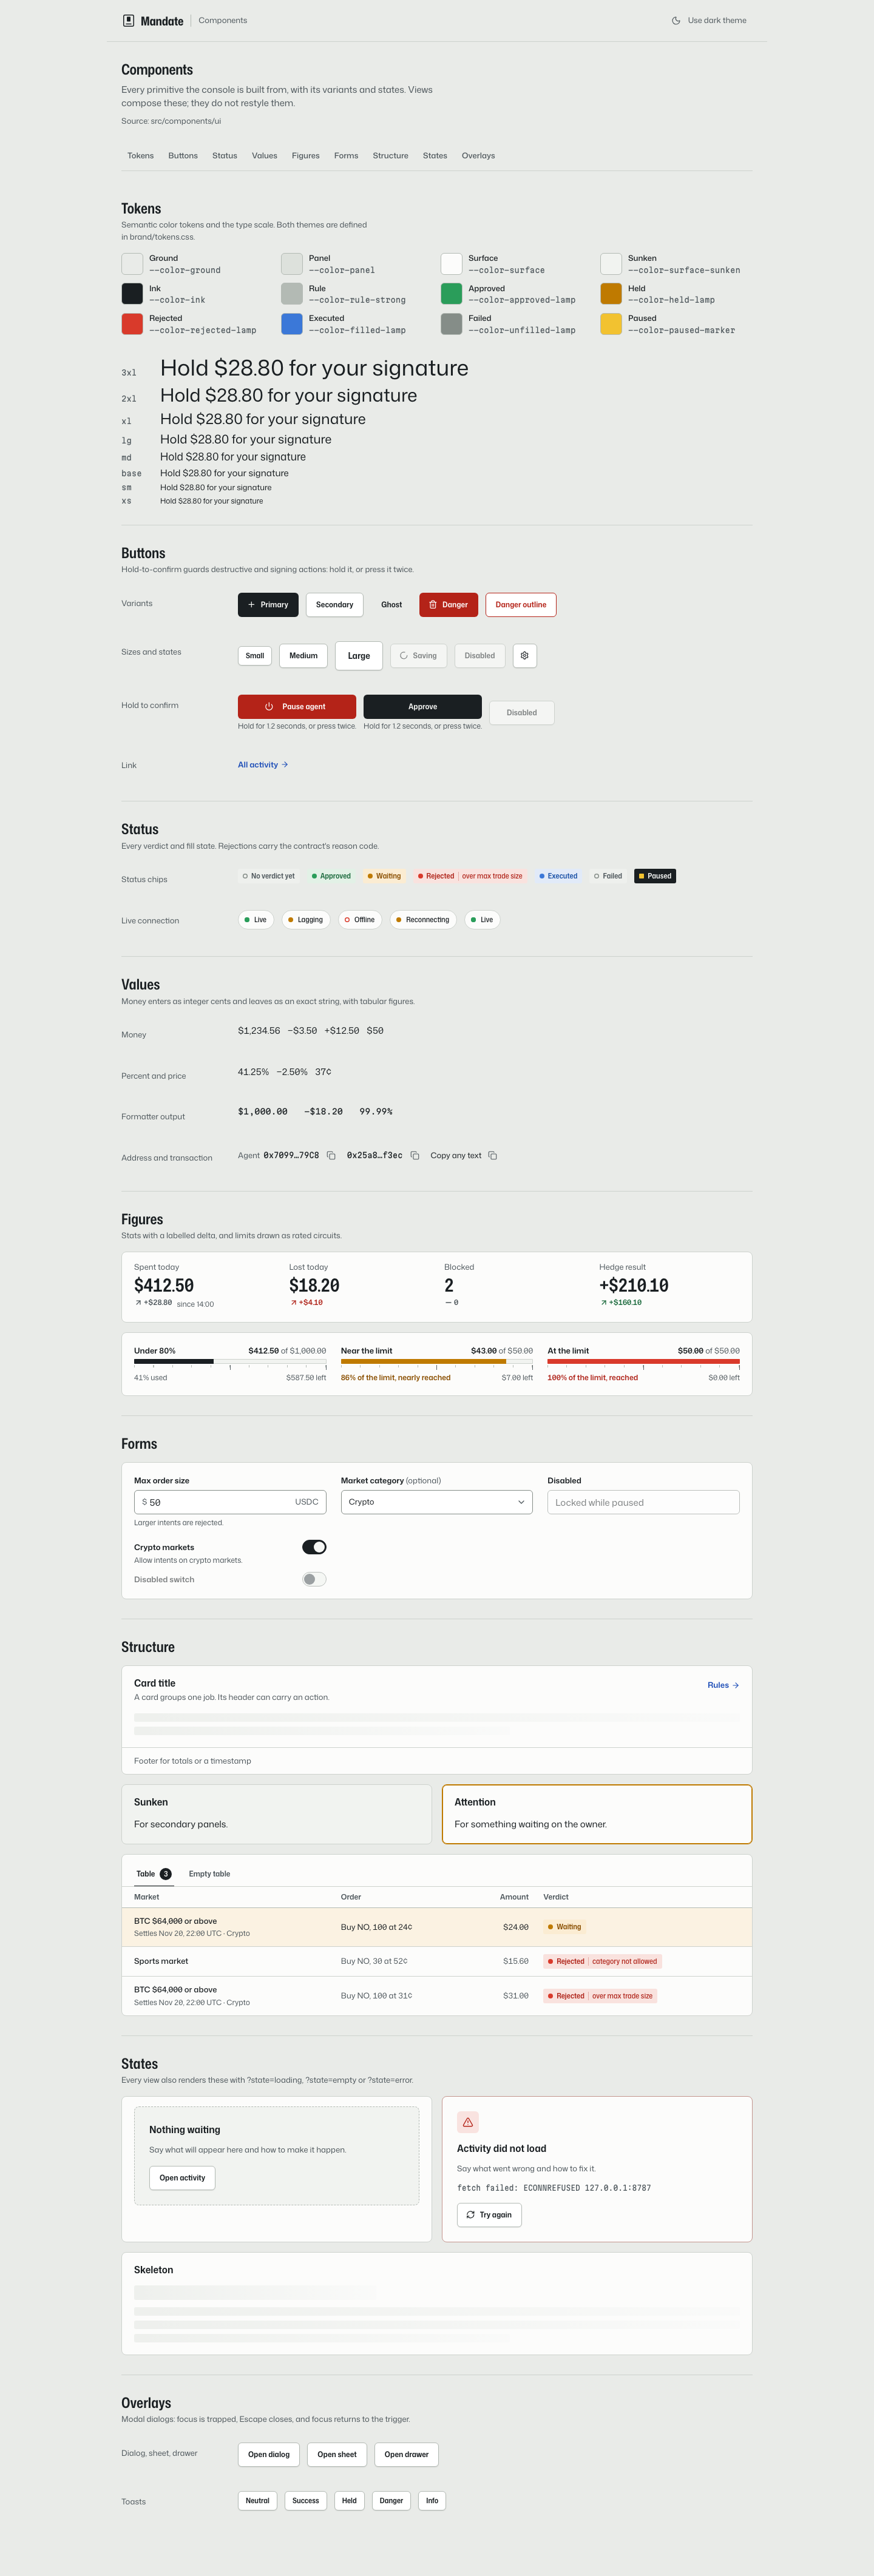 Mandate
Components
Use dark theme
Components
Every primitive the console is built from, with its variants and states. Views
compose these; they do not restyle them.
Source: src/components/ui
Tokens Buttons Status Values Figures Forms Structure States Overlays
Tokens
Semantic color tokens and the type scale. Both themes are defined
in brand/tokens.css.
Ground
--color-ground
Panel
--color-panel
Surface
--color-surface
Sunken
--color-surface-sunken
Ink
--color-ink
Rule
--color-rule-strong
Approved
--color-approved-lamp
Held
--color-held-lamp
Rejected
--color-rejected-lamp
Executed
--color-filled-lamp
Failed
--color-unfilled-lamp
Paused
--color-paused-marker
3xl Hold $28.80 for your signature
2xl Hold $28.80 for your signature
xl Hold $28.80 for your signature
lg Hold $28.80 for your signature
md Hold $28.80 for your signature
base Hold $28.80 for your signature
sm Hold $28.80 for your signature
xs Hold $28.80 for your signature
Buttons
Hold-to-confirm guards destructive and signing actions: hold it, or press it twice.
Variants
Primary Secondary Ghost Danger Danger outline
Sizes and states
Small Medium Large Saving Disabled
Hold to confirm
Pause agent Approve Disabled
Hold for 1.2 seconds, or press twice. Hold for 1.2 seconds, or press twice.
Link
All activity →
Status
Every verdict and fill state. Rejections carry the contract's reason code.
Status chips
No verdict yet Approved Waiting Rejected | over max trade size Executed Failed Paused
Live connection
Live Lagging Offline Reconnecting Live
Values
Money enters as integer cents and leaves as an exact string, with tabular figures.
Money
$1,234.56 −$3.50 +$12.50 $50
Percent and price
41.25% −2.50% 37¢
Formatter output
$1,000.00 −$18.20 99.99%
Address and transaction
Agent 0x7099…79C8 0x25a8…f3ec Copy any text
Figures
Stats with a labelled delta, and limits drawn as rated circuits.
Spent today
$412.50
+$28.80 since 14:00
Lost today
$18.20
+$4.10
Blocked
2
0
Hedge result
+$210.10
+$160.10
Under 80% $412.50 of $1,000.00
41% used $587.50 left
Near the limit $43.00 of $50.00
86% of the limit, nearly reached $7.00 left
At the limit $50.00 of $50.00
100% of the limit, reached $0.00 left
Forms
Max order size
$ 50 USDC
Larger intents are rejected.
Market category (optional)
Crypto
Disabled
Locked while paused
Crypto markets
Allow intents on crypto markets.
Disabled switch
Structure
Card title
A card groups one job. Its header can carry an action.
Rules →
Footer for totals or a timestamp
Sunken
For secondary panels.
Attention
For something waiting on the owner.
Table 3 Empty table
Market Order Amount Verdict
BTC $64,000 or above
Settles Nov 20, 22:00 UTC · Crypto
Buy NO, 100 at 24¢ $24.00 Waiting
Sports market Buy NO, 30 at 52¢ $15.60 Rejected | category not allowed
BTC $64,000 or above
Settles Nov 20, 22:00 UTC · Crypto
Buy NO, 100 at 31¢ $31.00 Rejected | over max trade size
States
Every view also renders these with ?state=loading, ?state=empty or ?state=error.
Nothing waiting
Say what will appear here and how to make it happen.
Open activity
Activity did not load
Say what went wrong and how to fix it.
fetch failed: ECONNREFUSED 127.0.0.1:8787
Try again
Skeleton
Overlays
Modal dialogs: focus is trapped, Escape closes, and focus returns to the trigger.
Dialog, sheet, drawer
Open dialog Open sheet Open drawer
Toasts
Neutral Success Held Danger Info